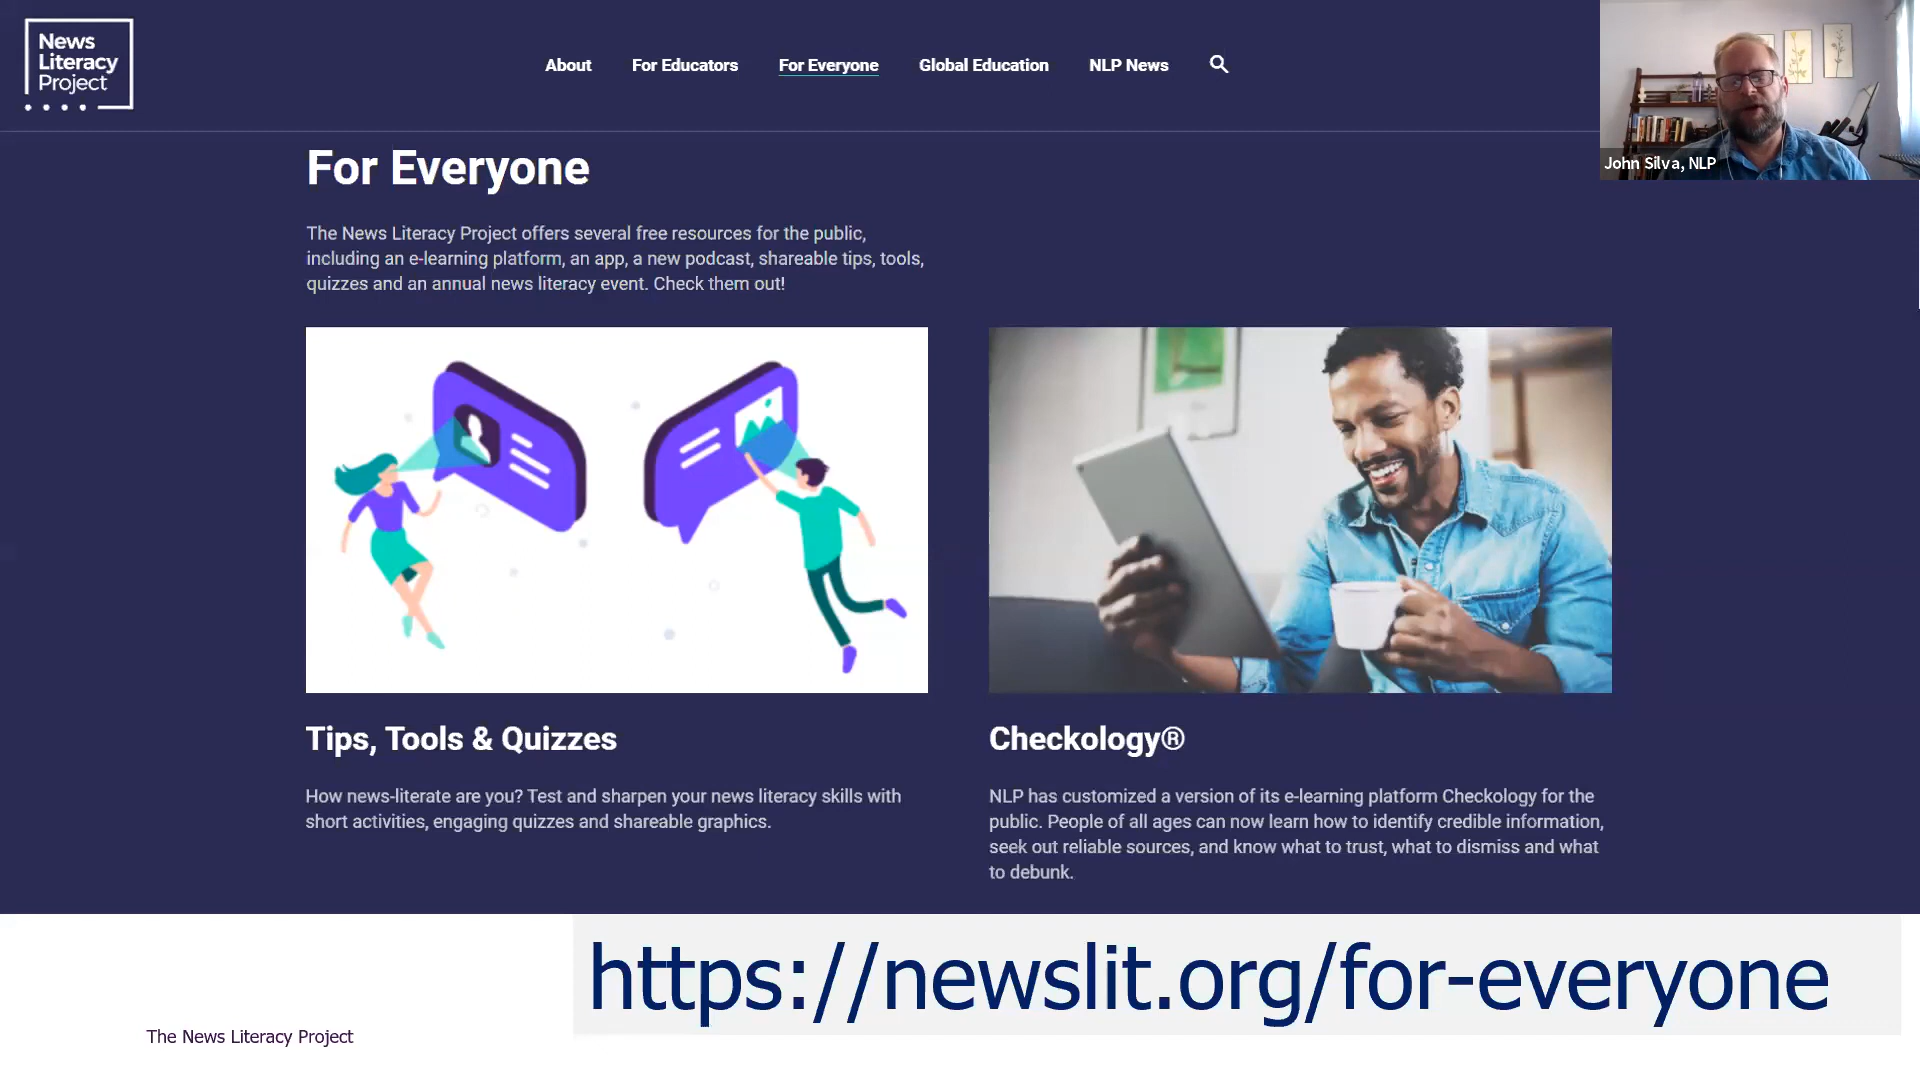 News
Literacy
Project
About
For Educators
For Everyone
Global Education
NLP News
John Silva, NLP
For Everyone
The News Literacy Project offers several free resources for the public,
including an e-learning platform, an app, a new podcast, shareable tips, tools,
quizzes and an annual news literacy event. Check them out!
Tips, Tools & Quizzes
How news-literate are you? Test and sharpen your news literacy skills with
short activities, engaging quizzes and shareable graphics.
Checkology®
NLP has customized a version of its e-learning platform Checkology for the
public. People of all ages can now learn how to identify credible information,
seek out reliable sources, and know what to trust, what to dismiss and what
to debunk.
https://newslit.org/for-everyone
The News Literacy Project